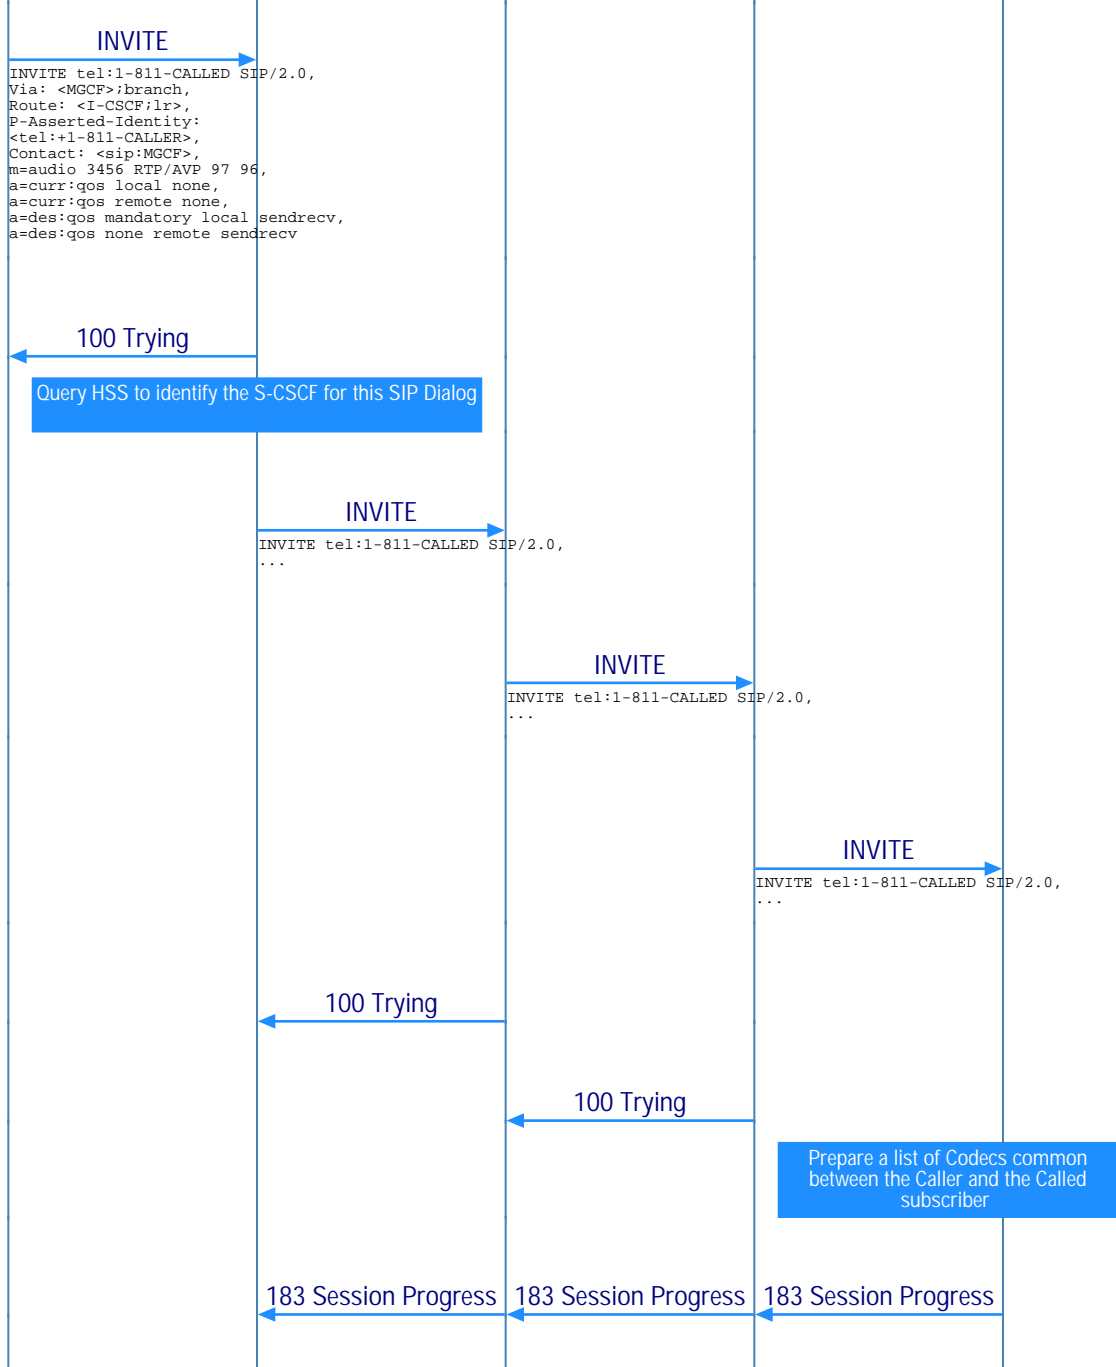 INVITE
INVITE tel:1-811-CALLED SIP/2.0,
Via: <MGCF>;branch,
Route: <I-CSCF;lr>,
P-Asserted-Identity:
<tel:+1-811-CALLER>,
Contact: <sip:MGCF>,
m=audio 3456 RTP/AVP 97 96,
a=curr:qos local none,
a=curr:qos remote none,
a=des:qos mandatory local sendrecv,
a=des:qos none remote sendrecv
100 Trying
Query HSS to identify the S-CSCF for this SIP Dialog
INVITE
INVITE tel:1-811-CALLED SIP/2.0,
...
INVITE
INVITE tel:1-811-CALLED SIP/2.0,
...
INVITE
INVITE tel:1-811-CALLED SIP/2.0,
...
100 Trying
100 Trying
Prepare a list of Codecs common
between the Caller and the Called
subscriber
183 Session Progress 183 Session Progress 183 Session Progress